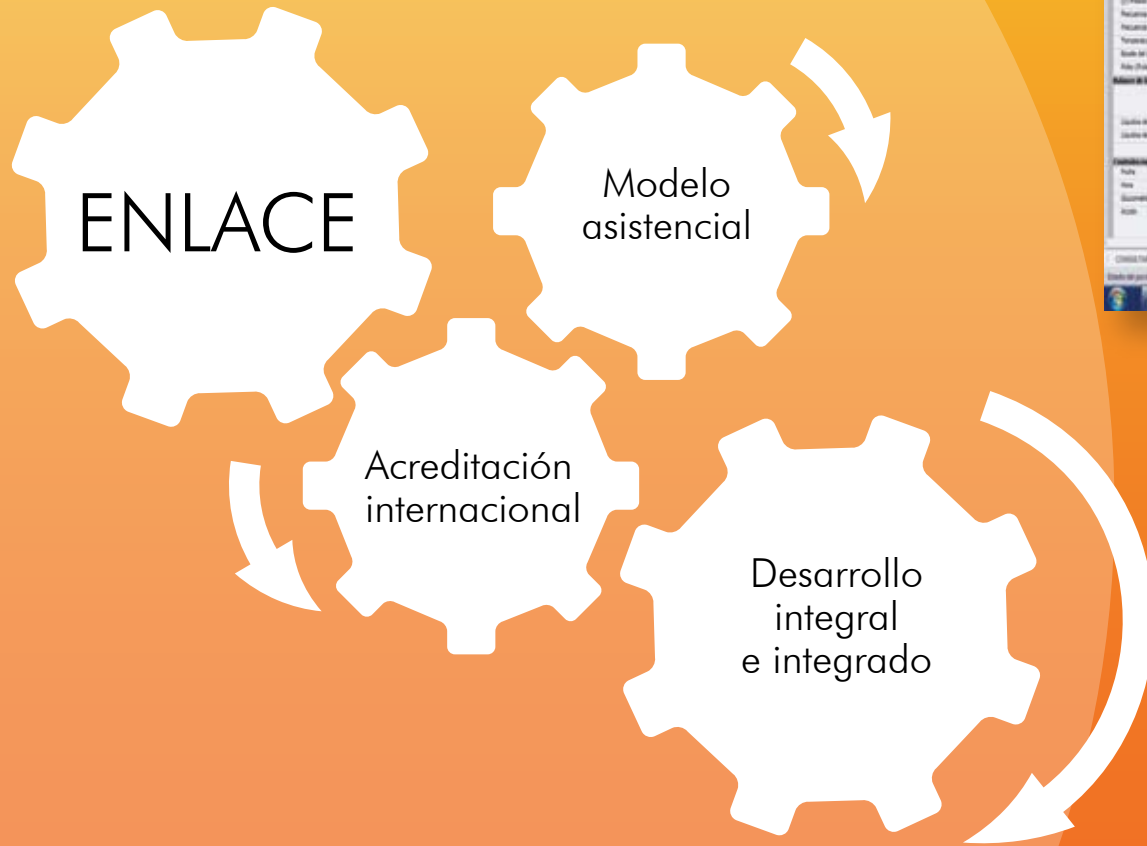 ENLACE
Modelo
asistencial
Acreditación
internacional
Desarrollo
integral
e integrado